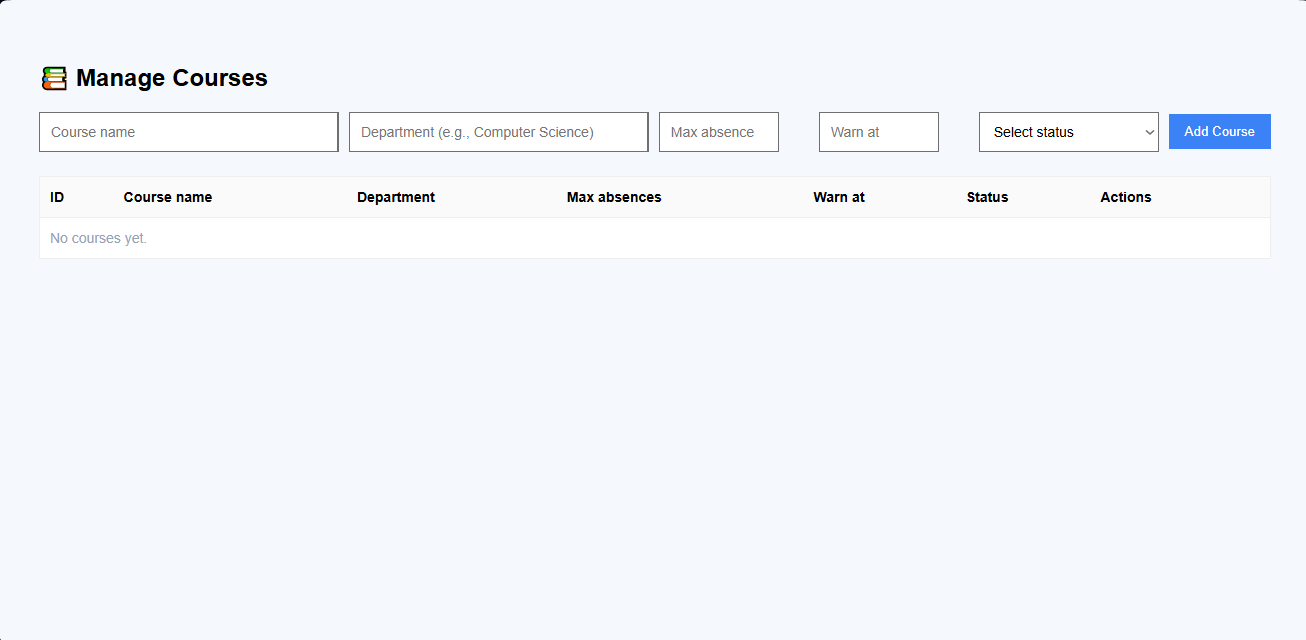 📚 Manage Courses
Course name Department (e.g., Computer Science) Max absence Warn at Select status Add Course
ID Course name Department Max absences Warn at Status Actions
No courses yet.